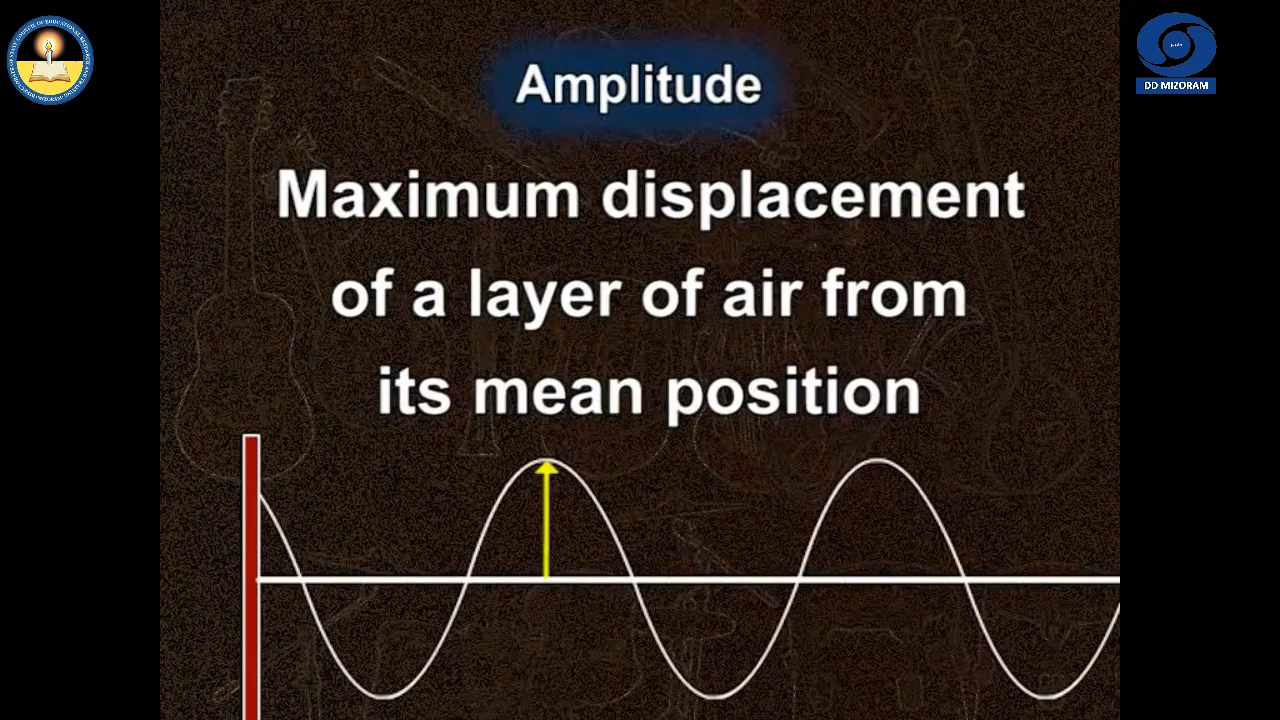 Amplitude
Maximum displacement
of a layer of air from
its mean position
DD MIZORAM